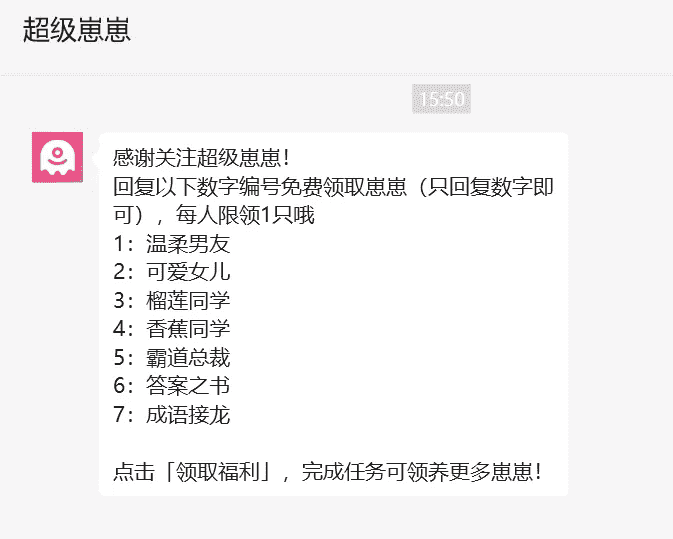 超级崽崽
15:50
感谢关注超级崽崽！
回复以下数字编号免费领取崽崽（只回复数字即
可），每人限领1只哦
1：温柔男友
2：可爱女儿
3：榴莲同学
4：香蕉同学
5：霸道总裁
6：答案之书
7：成语接龙
点击「领取福利」，完成任务可领养更多崽崽！